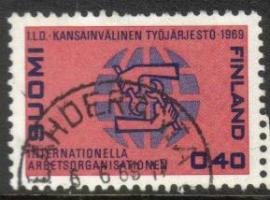 I.L.O. - KANSAINVÄLINEN TYÖJÄRJESTÖ - 1969
SUOMI
FINLAND
INTERNATIONELLA
ARBETSORGANISATIONEN
0,40